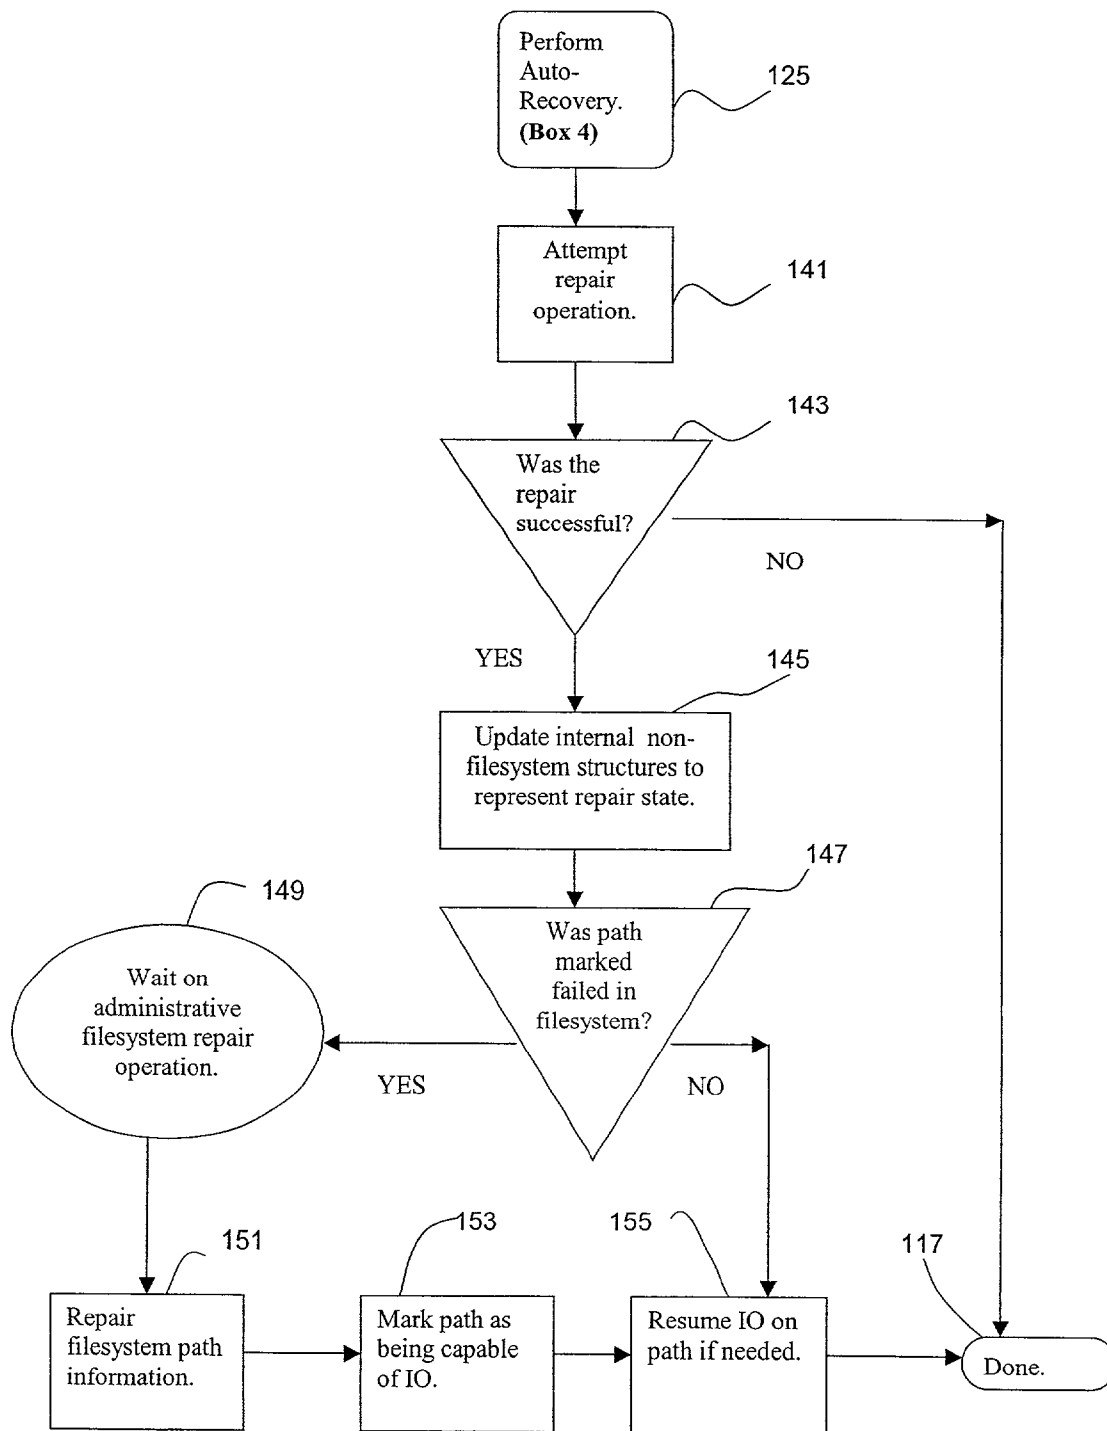 Perform
Auto-
Recovery.
(Box 4)
125
Attempt
repair
operation.
141
143
Was the
repair
successful?
NO
YES
145
Update internal non-
filesystem structures to
represent repair state.
147
149
Was path
marked
failed in
filesystem?
Wait on
administrative
filesystem repair
operation.
YES
NO
151
153
155
117
Repair
filesystem path
information.
Mark path as
being capable
of IO.
Resume IO on
path if needed.
Done.